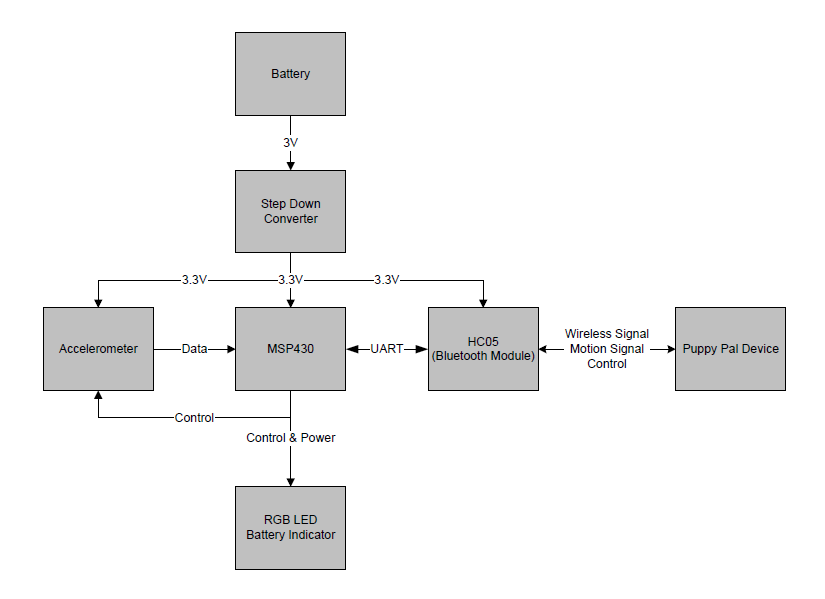 Battery
3V
Step Down
Converter
3.3V
3.3V
3.3V
Accelerometer
Data
MSP430
UART
HC05
(Bluetooth Module)
Wireless Signal
Motion Signal
Control
Puppy Pal Device
Control
Control & Power
RGB LED
Battery Indicator